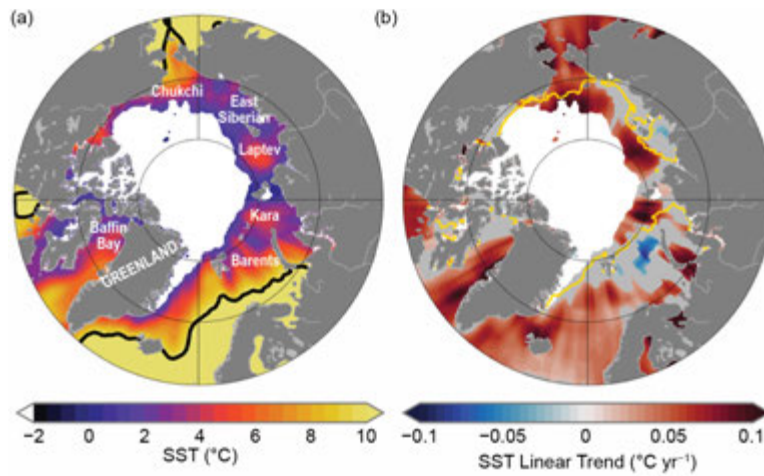 (a)
Chukchi
East
Siberian
Laptev
Kara
Baffin
Bay
GREENLAND
Barents
−2 0 2 4 6 8 10
SST (°C)
(b)
−0.1 −0.05 0 0.05 0.1
SST Linear Trend (°C yr⁻¹)